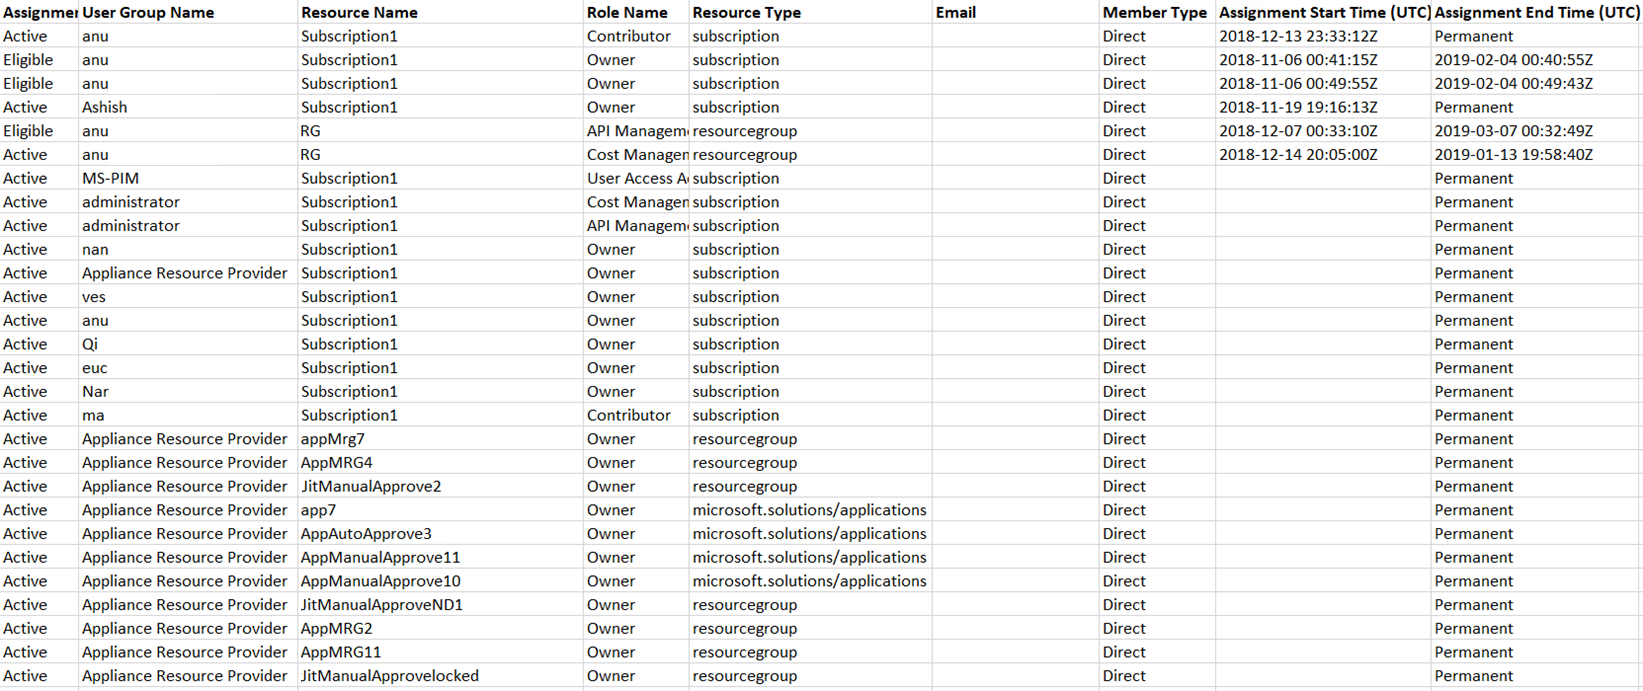 Assignmen User Group Name Resource Name Role Name Resource Type Email Member Type Assignment Start Time (UTC) Assignment End Time (UTC)
Active anu Subscription1 Contributor subscription Direct 2018-12-13 23:33:12Z Permanent
Eligible anu Subscription1 Owner subscription Direct 2018-11-06 00:41:15Z 2019-02-04 00:40:55Z
Eligible anu Subscription1 Owner subscription Direct 2018-11-06 00:49:55Z 2019-02-04 00:49:43Z
Active Ashish Subscription1 Owner subscription Direct 2018-11-19 19:16:13Z Permanent
Eligible anu RG API Managem resourcegroup Direct 2018-12-07 00:33:10Z 2019-03-07 00:32:49Z
Active anu RG Cost Managen resourcegroup Direct 2018-12-14 20:05:00Z 2019-01-13 19:58:40Z
Active MS-PIM Subscription1 User Access A subscription Direct Permanent
Active administrator Subscription1 Cost Managen subscription Direct Permanent
Active administrator Subscription1 API Managem subscription Direct Permanent
Active nan Subscription1 Owner subscription Direct Permanent
Active Appliance Resource Provider Subscription1 Owner subscription Direct Permanent
Active ves Subscription1 Owner subscription Direct Permanent
Active anu Subscription1 Owner subscription Direct Permanent
Active Qi Subscription1 Owner subscription Direct Permanent
Active euc Subscription1 Owner subscription Direct Permanent
Active Nar Subscription1 Owner subscription Direct Permanent
Active ma Subscription1 Contributor subscription Direct Permanent
Active Appliance Resource Provider appMrg7 Owner resourcegroup Direct Permanent
Active Appliance Resource Provider AppMRG4 Owner resourcegroup Direct Permanent
Active Appliance Resource Provider JitManualApprove2 Owner resourcegroup Direct Permanent
Active Appliance Resource Provider app7 Owner microsoft.solutions/applications Direct Permanent
Active Appliance Resource Provider AppAutoApprove3 Owner microsoft.solutions/applications Direct Permanent
Active Appliance Resource Provider AppManualApprove11 Owner microsoft.solutions/applications Direct Permanent
Active Appliance Resource Provider AppManualApprove10 Owner microsoft.solutions/applications Direct Permanent
Active Appliance Resource Provider JitManualApproveND1 Owner resourcegroup Direct Permanent
Active Appliance Resource Provider AppMRG2 Owner resourcegroup Direct Permanent
Active Appliance Resource Provider AppMRG11 Owner resourcegroup Direct Permanent
Active Appliance Resource Provider JitManualApprovelocked Owner resourcegroup Direct Permanent